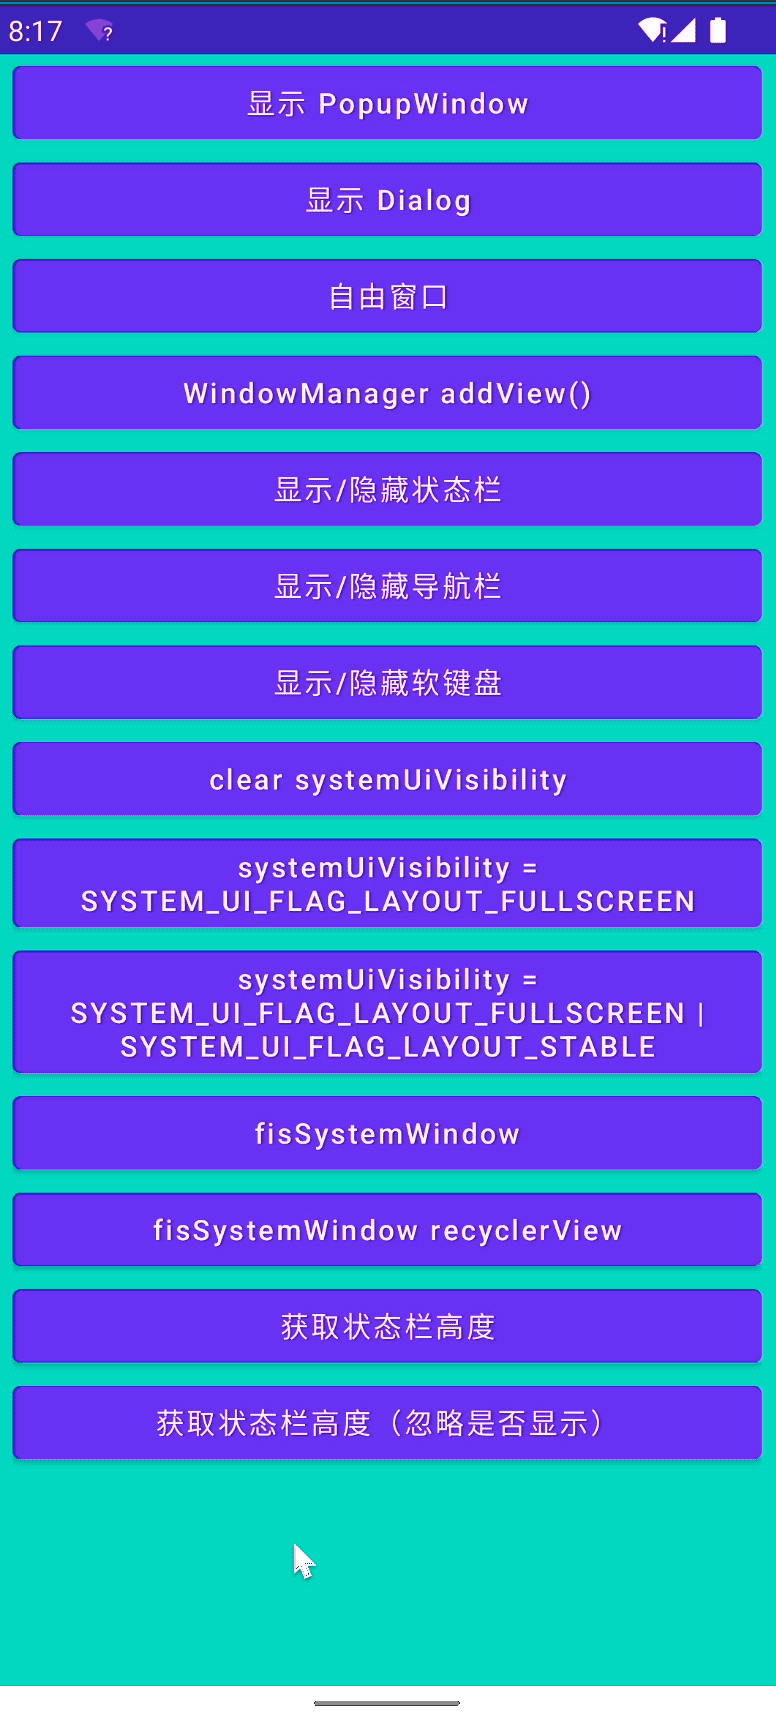 8:17
显示 PopupWindow
显示 Dialog
自由窗口
WindowManager addView()
显示/隐藏状态栏
显示/隐藏导航栏
显示/隐藏软键盘
clear systemUiVisibility
systemUiVisibility =
SYSTEM_UI_FLAG_LAYOUT_FULLSCREEN
systemUiVisibility =
SYSTEM_UI_FLAG_LAYOUT_FULLSCREEN |
SYSTEM_UI_FLAG_LAYOUT_STABLE
fisSystemWindow
fisSystemWindow recyclerView
获取状态栏高度
获取状态栏高度（忽略是否显示）